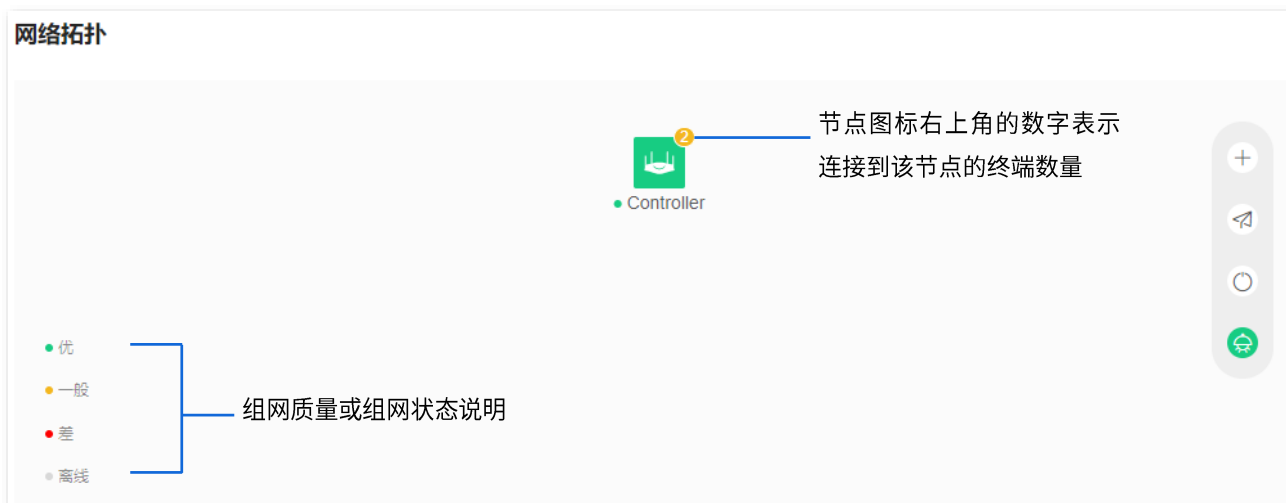 网络拓扑
2
节点图标右上角的数字表示
连接到该节点的终端数量
Controller
优
一般
差
离线
组网质量或组网状态说明